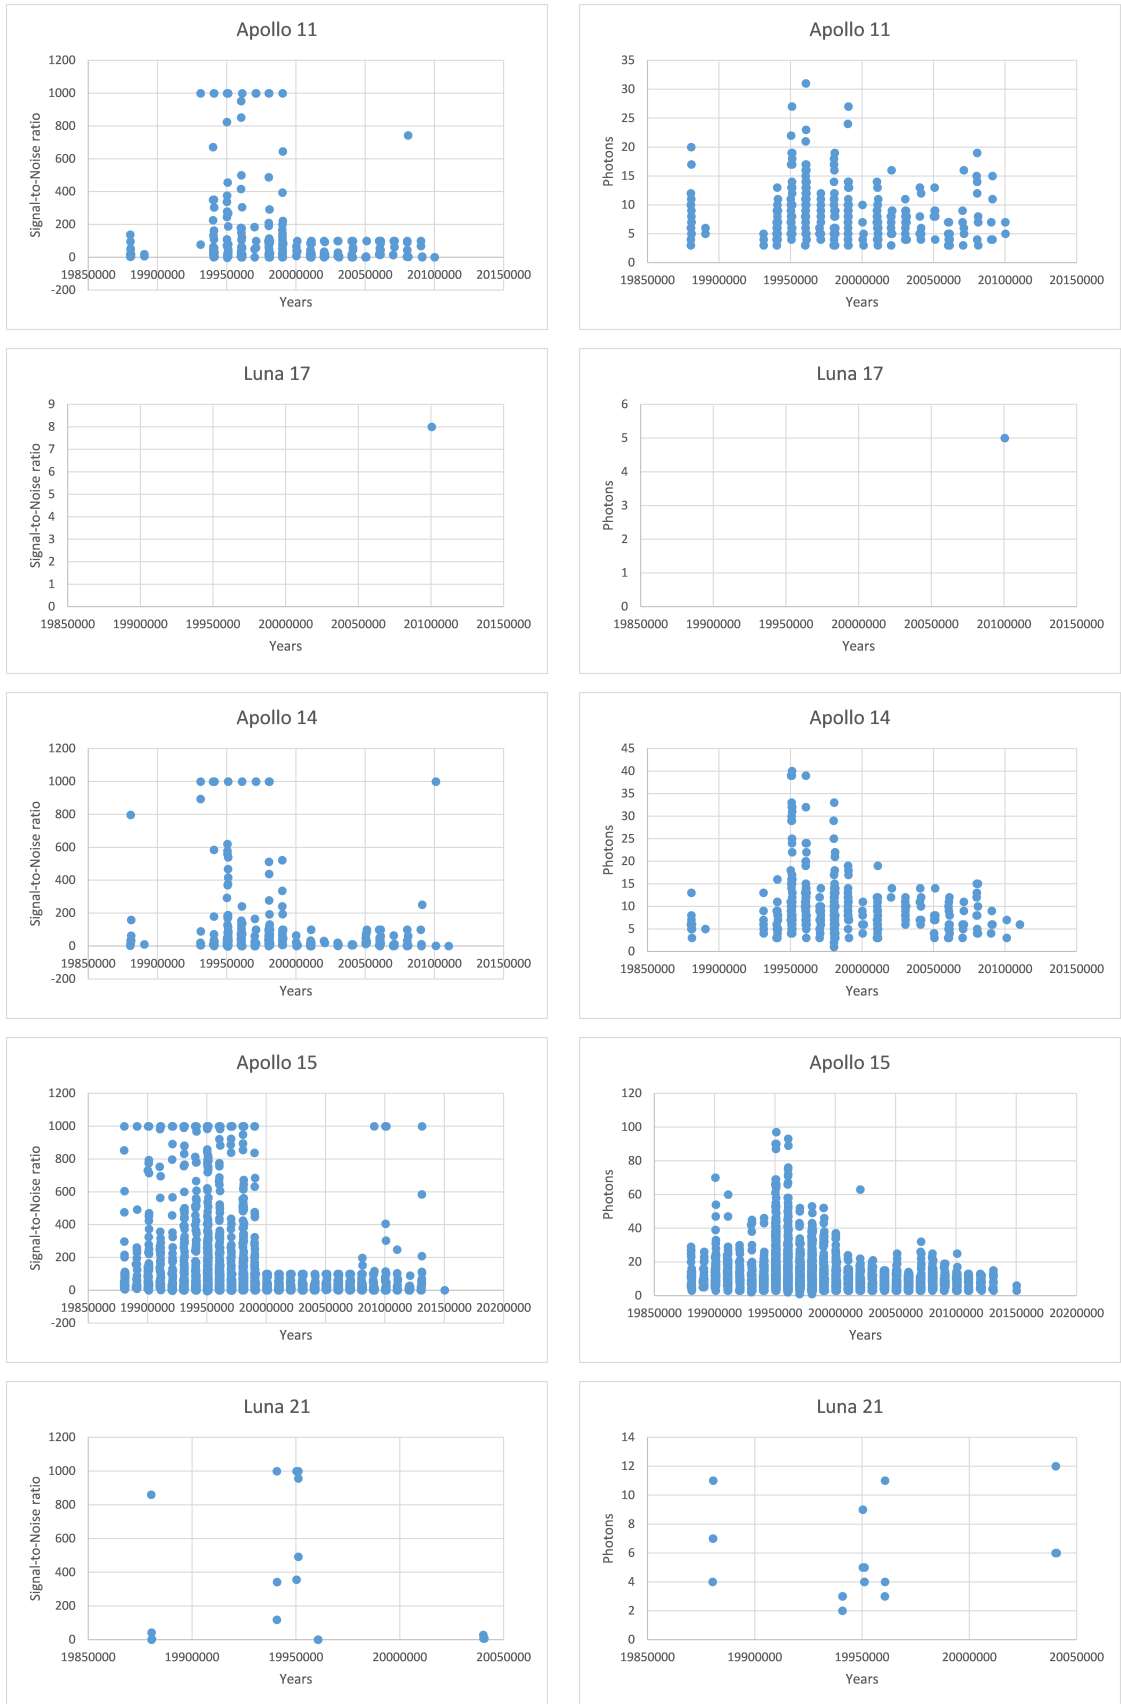 Apollo 11
1200
1000
800
600
400
200
0
-200
Signal-to-Noise ratio
19850000 19900000 19950000 20000000 20050000 20100000 20150000
Years
Apollo 11
35
30
25
20
15
10
5
0
Photons
19850000 19900000 19950000 20000000 20050000 20100000 20150000
Years
Luna 17
9
8
7
6
5
4
3
2
1
0
Signal-to-Noise ratio
19850000 19900000 19950000 20000000 20050000 20100000 20150000
Years
Luna 17
6
5
4
3
2
1
0
Photons
19850000 19900000 19950000 20000000 20050000 20100000 20150000
Years
Apollo 14
1200
1000
800
600
400
200
0
-200
Signal-to-Noise ratio
19850000 19900000 19950000 20000000 20050000 20100000 20150000
Years
Apollo 14
45
40
35
30
25
20
15
10
5
0
Photons
19850000 19900000 19950000 20000000 20050000 20100000 20150000
Years
Apollo 15
1200
1000
800
600
400
200
0
-200
Signal-to-Noise ratio
19850000 19900000 19950000 20000000 20050000 20100000 20150000 20200000
Years
Apollo 15
120
100
80
60
40
20
0
Photons
19850000 19900000 19950000 20000000 20050000 20100000 20150000 20200000
Years
Luna 21
1200
1000
800
600
400
200
0
Signal-to-Noise ratio
19850000 19900000 19950000 20000000 20050000
Years
Luna 21
14
12
10
8
6
4
2
0
Photons
19850000 19900000 19950000 20000000 20050000
Years